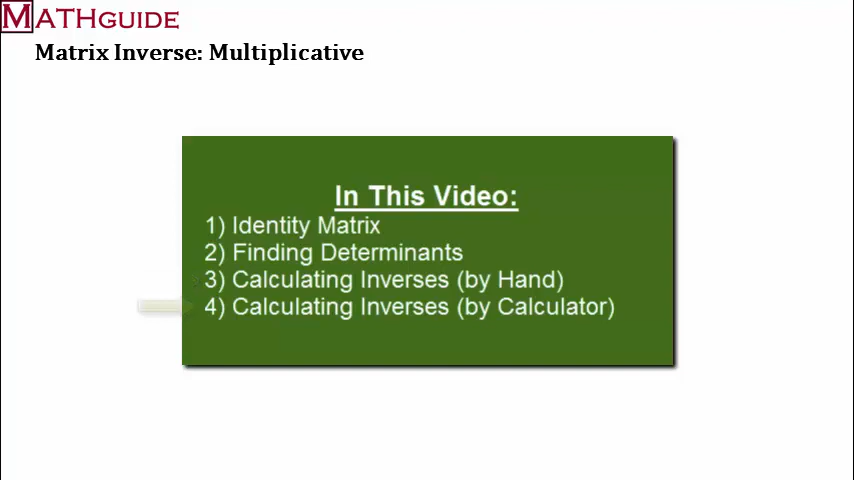 MATHGUIDE
Matrix Inverse: Multiplicative
In This Video:
1) Identity Matrix
2) Finding Determinants
3) Calculating Inverses (by Hand)
4) Calculating Inverses (by Calculator)